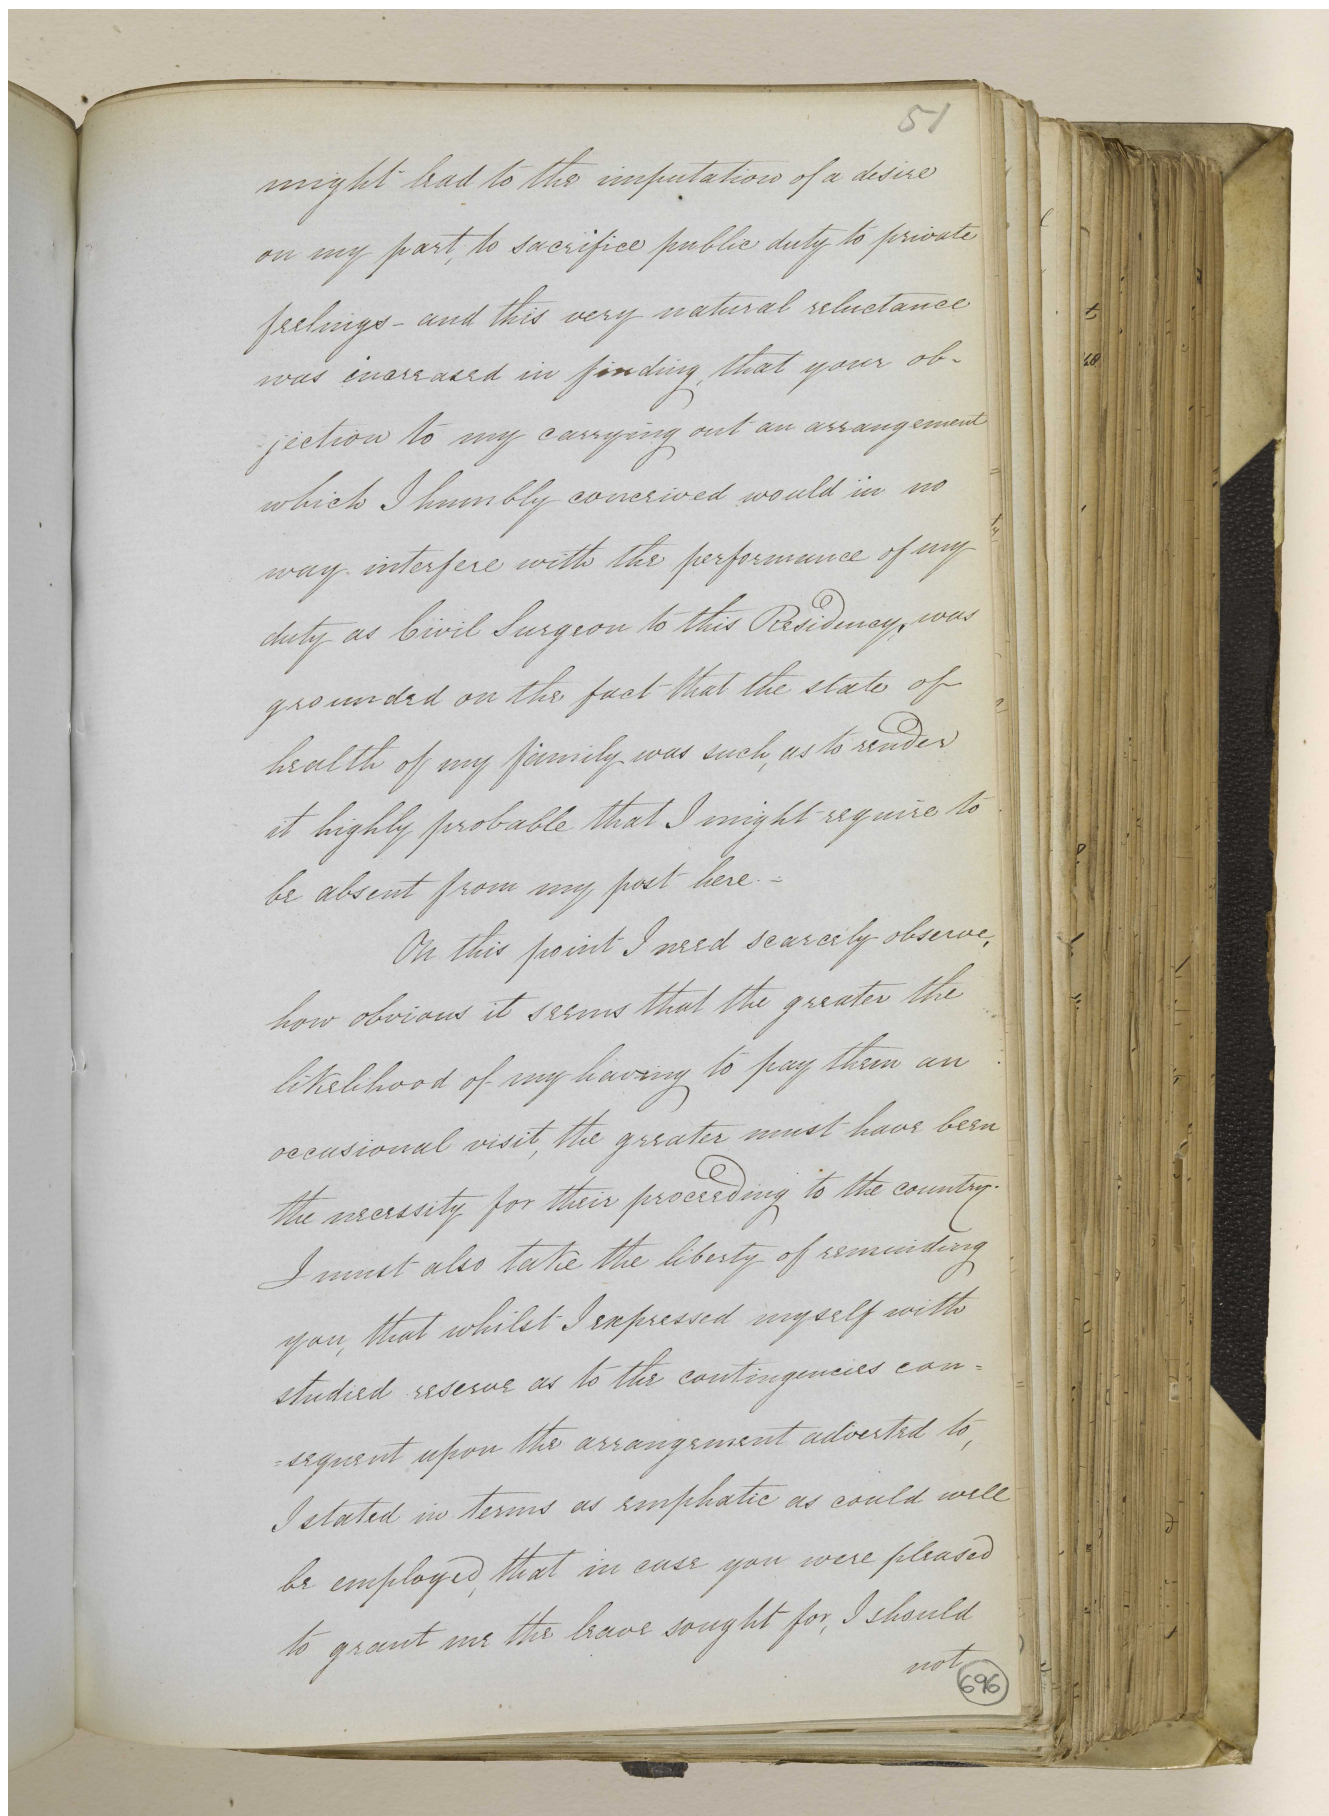 51
might lead to the imputation of a desire
on my part, to sacrifice public duty to private
feelings - and this very natural reluctance
was increased in finding, that your ob-
jection to my carrying out an arrangement
which I humbly conceived would in no
way interfere with the performance of my
duty as Civil Surgeon to this Residency, was
grounded on the fact that the state of
health of my family was such, as to render
it highly probable that I might require to
be absent from my post here. -
On this point I need scarcely observe,
how obvious it seems that the greater the
likelihood of my having to pay them an
occasional visit, the greater must have been
the necessity for their proceeding to the country.
I must also take the liberty of reminding
you, that whilst I expressed myself with
studied reserve as to the contingencies con=
=sequent upon the arrangement adverted to,
I stated in terms as emphatic as could well
be employed, that in case you were pleased
to grant me the leave sought for, I should
not
696